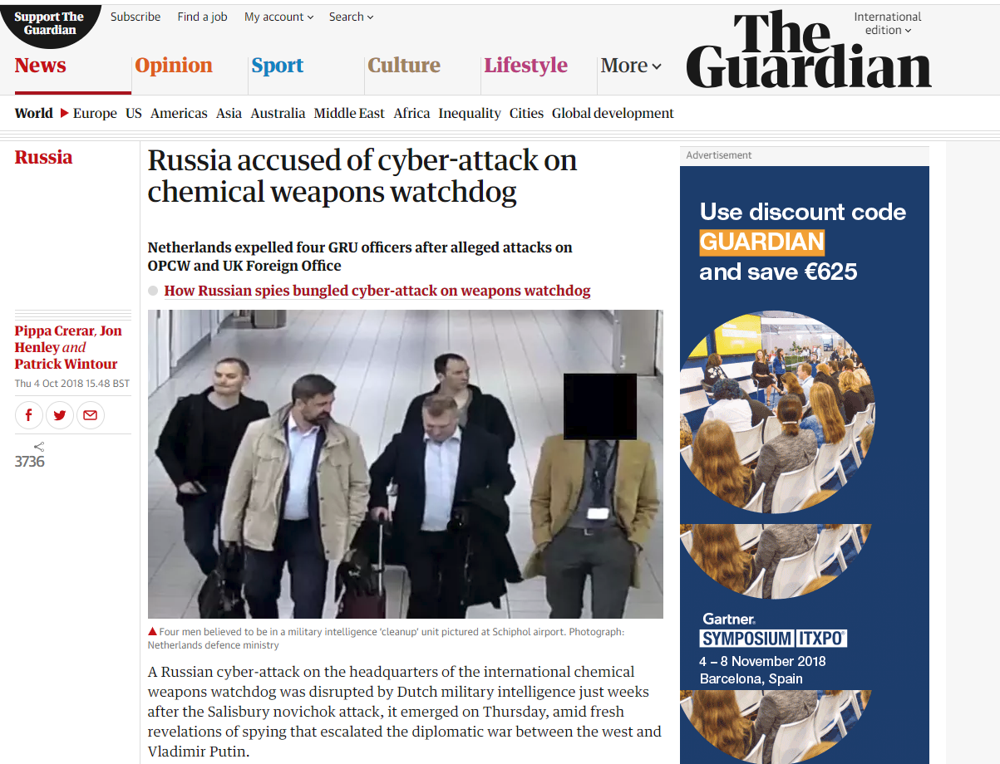 Support The
Guardian
Subscribe
Find a job
My account
Search
International
edition
The
Guardian
News
Opinion
Sport
Culture
Lifestyle
More
World
Europe
US
Americas
Asia
Australia
Middle East
Africa
Inequality
Cities
Global development
Russia
Russia accused of cyber-attack on
chemical weapons watchdog
Netherlands expelled four GRU officers after alleged attacks on
OPCW and UK Foreign Office
How Russian spies bungled cyber-attack on weapons watchdog
Pippa Crerar, Jon
Henley and
Patrick Wintour
Thu 4 Oct 2018 15.48 BST
3736
Four men believed to be in a military intelligence 'cleanup' unit pictured at Schiphol airport. Photograph:
Netherlands defence ministry
A Russian cyber-attack on the headquarters of the international chemical
weapons watchdog was disrupted by Dutch military intelligence just weeks
after the Salisbury novichok attack, it emerged on Thursday, amid fresh
revelations of spying that escalated the diplomatic war between the west and
Vladimir Putin.
Advertisement
Use discount code
GUARDIAN
and save €625
Gartner®
SYMPOSIUM ITXPO®
4 – 8 November 2018
Barcelona, Spain